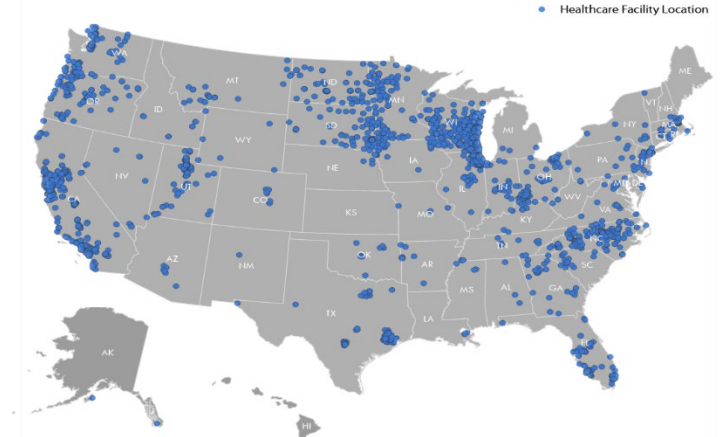 Healthcare Facility Location
ME
WA
MT
ND
VT
NH
MN
OR
ID
SD
WI
NY
MI
WY
IA
PA
NE
NV
OH
IL
IN
UT
CO
WV
VA
CA
KS
MO
KY
NC
TN
OK
AZ
NM
AR
SC
MS
AL
GA
TX
LA
AK
FL
HI